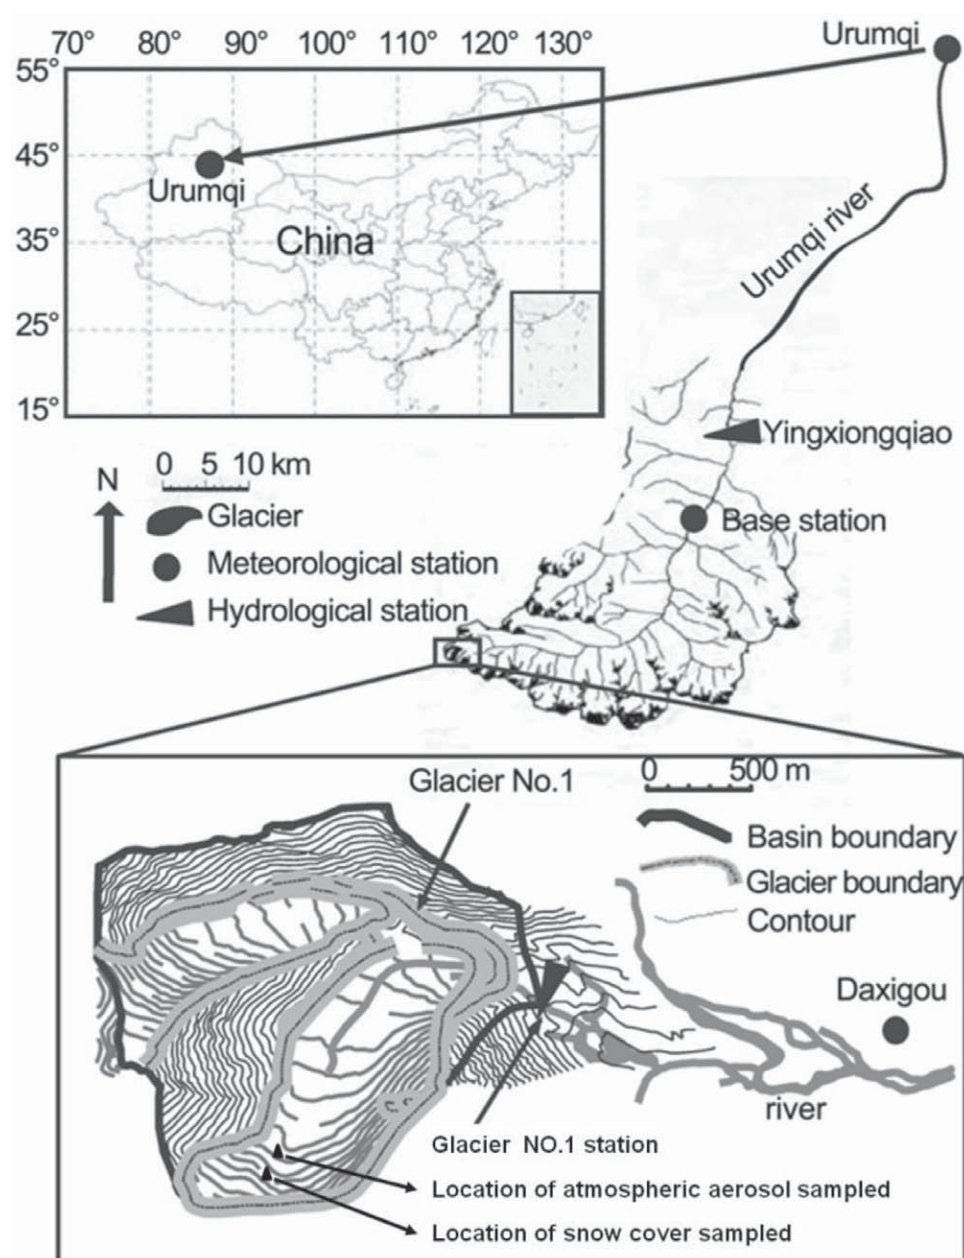 70° 80° 90° 100° 110° 120° 130°
Urumqi
55°
45°
35°
25°
15°
Urumqi
China
Urumqi river
Yingxiongqiao
Base station
N
0 5 10 km
Glacier
Meteorological station
Hydrological station
Glacier No.1
0 500 m
Basin boundary
Glacier boundary
Contour
Daxigou
river
Glacier NO.1 station
Location of atmospheric aerosol sampled
Location of snow cover sampled